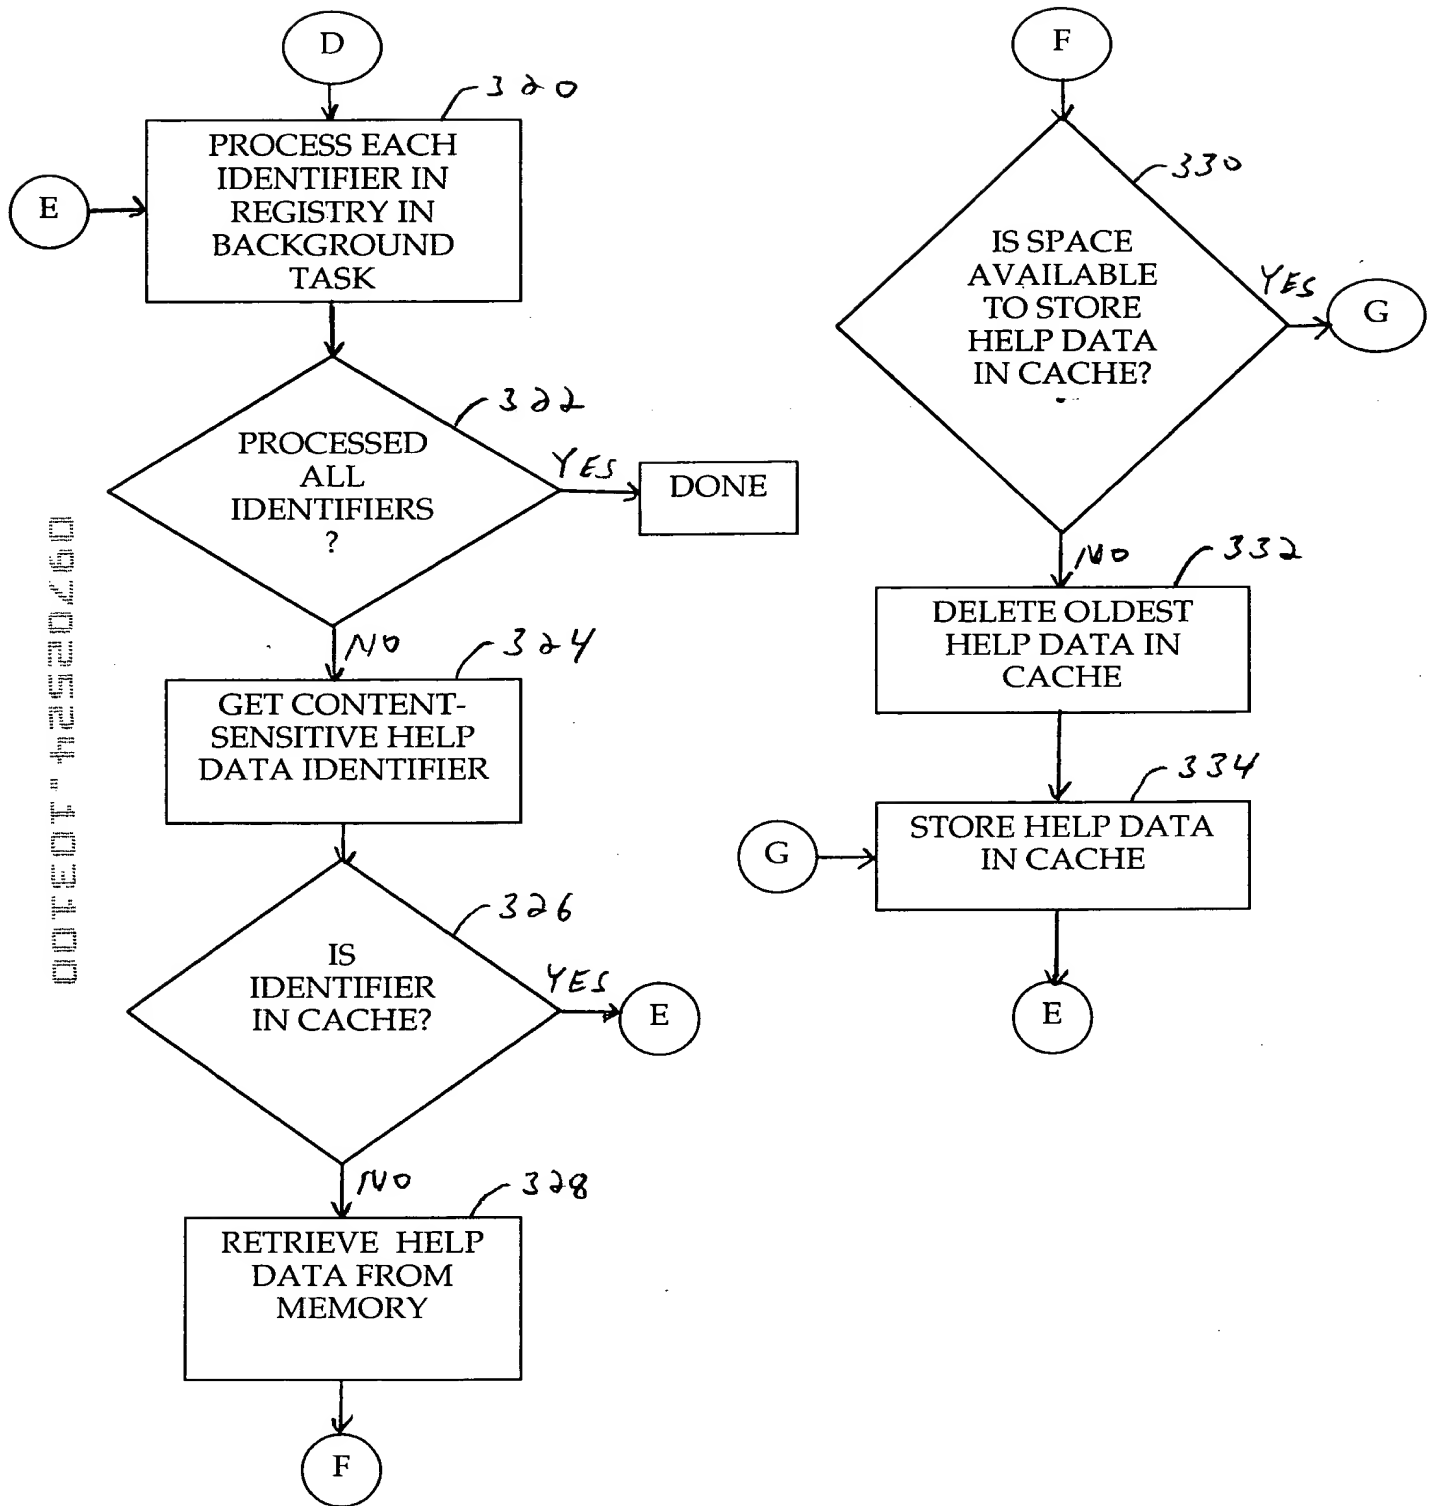 D
320
PROCESS EACH
IDENTIFIER IN
REGISTRY IN
BACKGROUND
TASK
E
322
PROCESSED
ALL
IDENTIFIERS
?
YES
DONE
NO
324
GET CONTENT-
SENSITIVE HELP
DATA IDENTIFIER
326
IS
IDENTIFIER
IN CACHE?
YES
E
NO
328
RETRIEVE HELP
DATA FROM
MEMORY
F
F
330
IS SPACE
AVAILABLE
TO STORE
HELP DATA
IN CACHE?
YES
G
NO
332
DELETE OLDEST
HELP DATA IN
CACHE
334
STORE HELP DATA
IN CACHE
G
E
09702524.103100